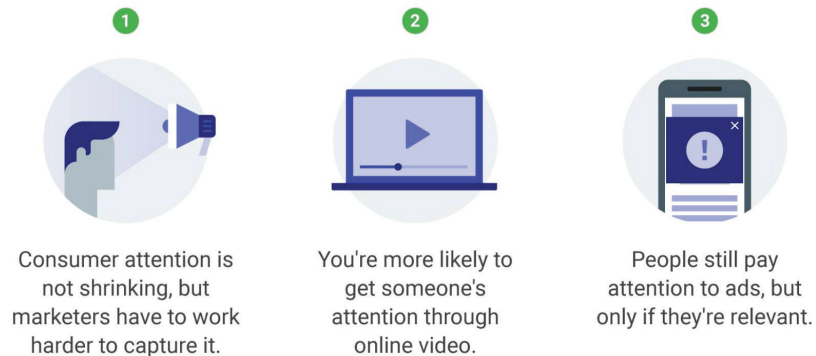 1
Consumer attention is
not shrinking, but
marketers have to work
harder to capture it.
2
You're more likely to
get someone's
attention through
online video.
3
!
People still pay
attention to ads, but
only if they're relevant.